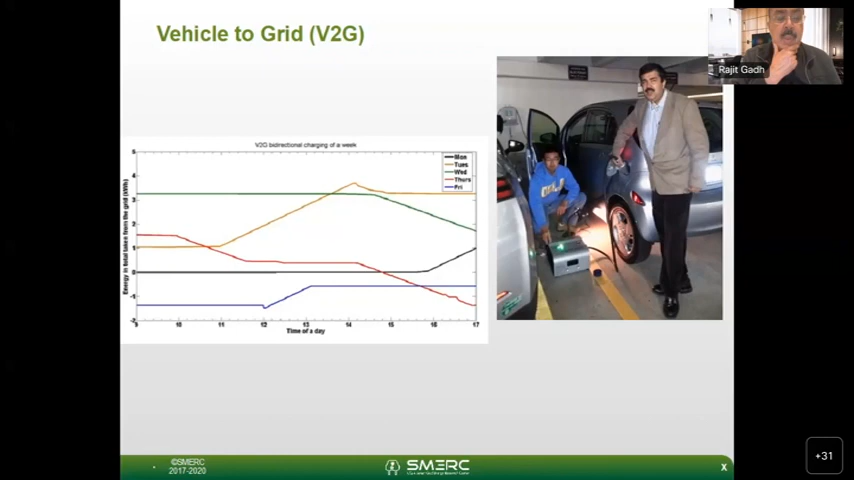 Vehicle to Grid (V2G)
Rajit Gadh
V2G bidirectional charging of a week
Energy in total taken from the grid (kWh)
5
4
3
2
1
0
-1
-2
Mon
Tues
Wed
Thurs
Fri
9 10 11 12 13 14 15 16 17
Time of a day
©SMERC
2017-2020
SMERC
X
+31